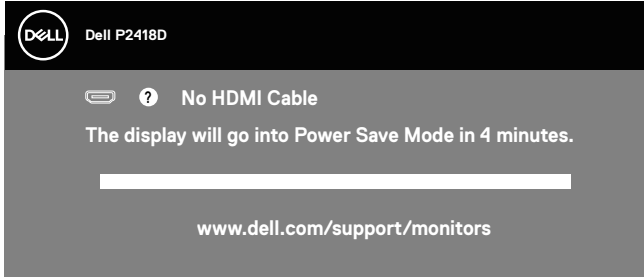 DELL
Dell P2418D
? No HDMI Cable
The display will go into Power Save Mode in 4 minutes.
www.dell.com/support/monitors